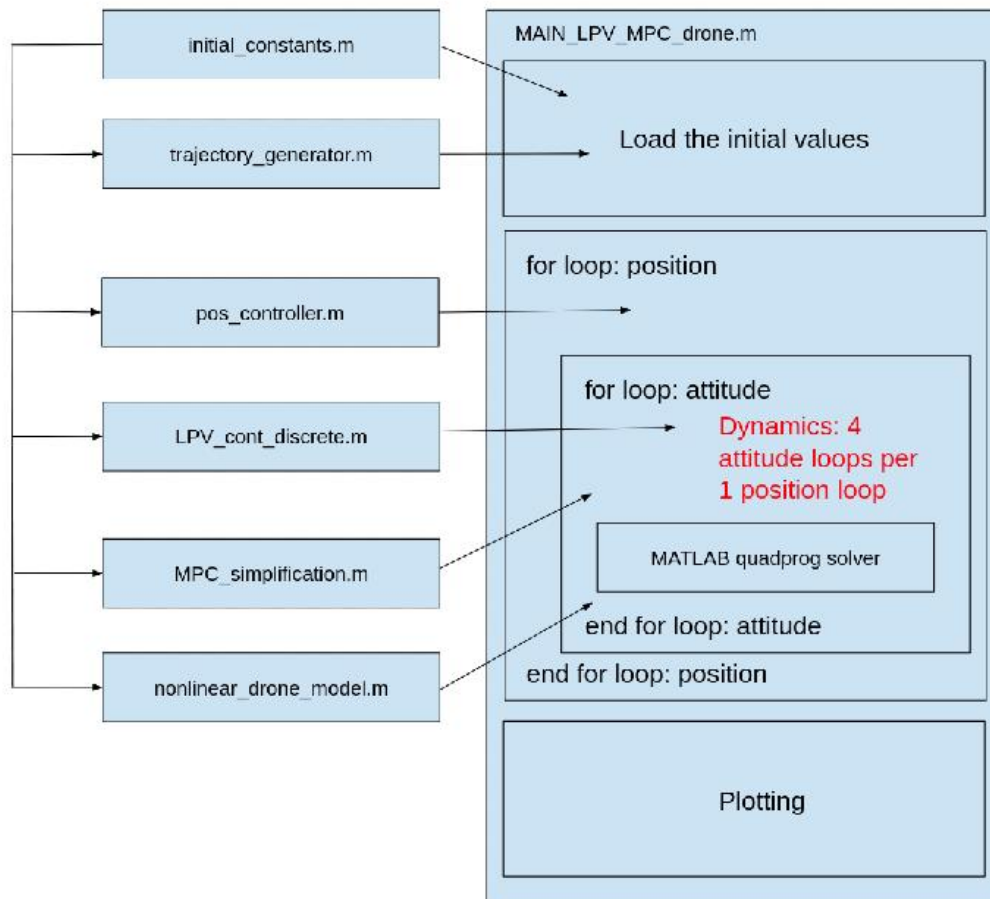 initial_constants.m
trajectory_generator.m
pos_controller.m
LPV_cont_discrete.m
MPC_simplification.m
nonlinear_drone_model.m
MAIN_LPV_MPC_drone.m
Load the initial values
for loop: position
for loop: attitude
Dynamics: 4
attitude loops per
1 position loop
MATLAB quadprog solver
end for loop: attitude
end for loop: position
Plotting